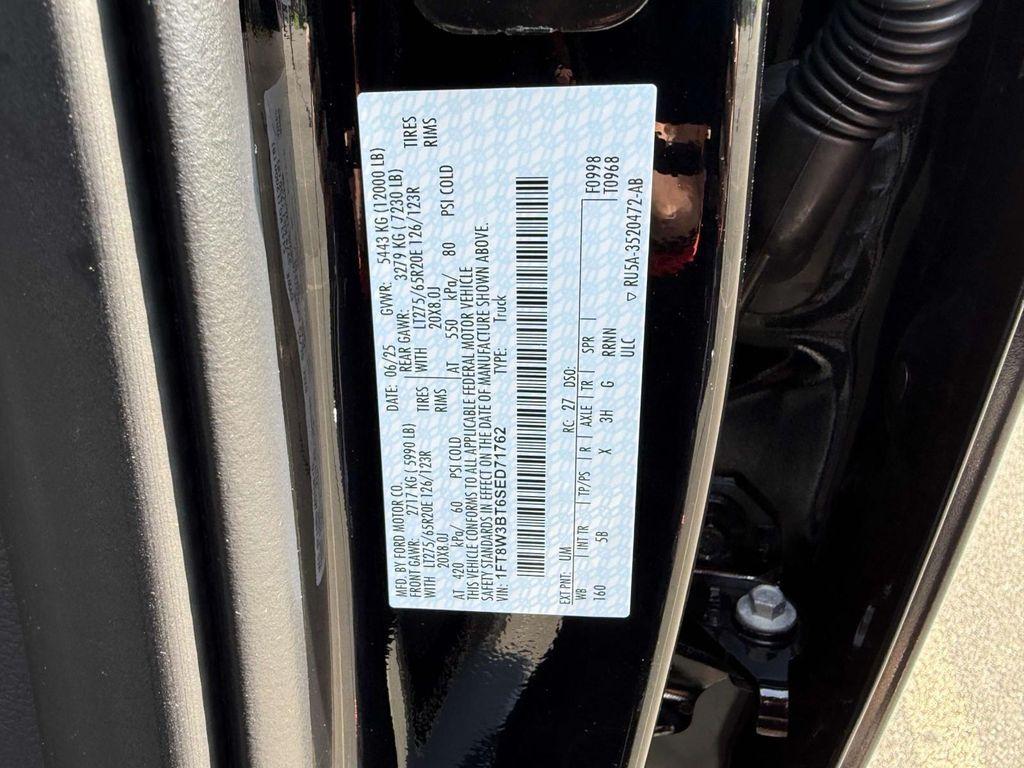 MFD. BY FORD MOTOR CO. DATE: 06/25 GVWR: 5443 KG (12000 LB)
FRONT GAWR: 2717 KG ( 5990 LB) REAR GAWR: 3279 KG ( 7230 LB)
WITH LT275/65R20E 126/123R TIRES WITH LT275/65R20E 126/123R TIRES
20X8.0J RIMS 20X8.0J RIMS
AT 420 kPa/ 60 PSI COLD AT 550 kPa/ 80 PSI COLD
THIS VEHICLE CONFORMS TO ALL APPLICABLE FEDERAL MOTOR VEHICLE
SAFETY STANDARDS IN EFFECT ON THE DATE OF MANUFACTURE SHOWN ABOVE.
VIN: 1FT8W3BT6SED71762 TYPE: Truck
EXT PNT: UM RC: 27 DSO: F0998
WB INT TR TP/PS R AXLE TR SPR T0968
160 5B X 3H G RRNN
ULC
▽ RU5A-3520472-AB